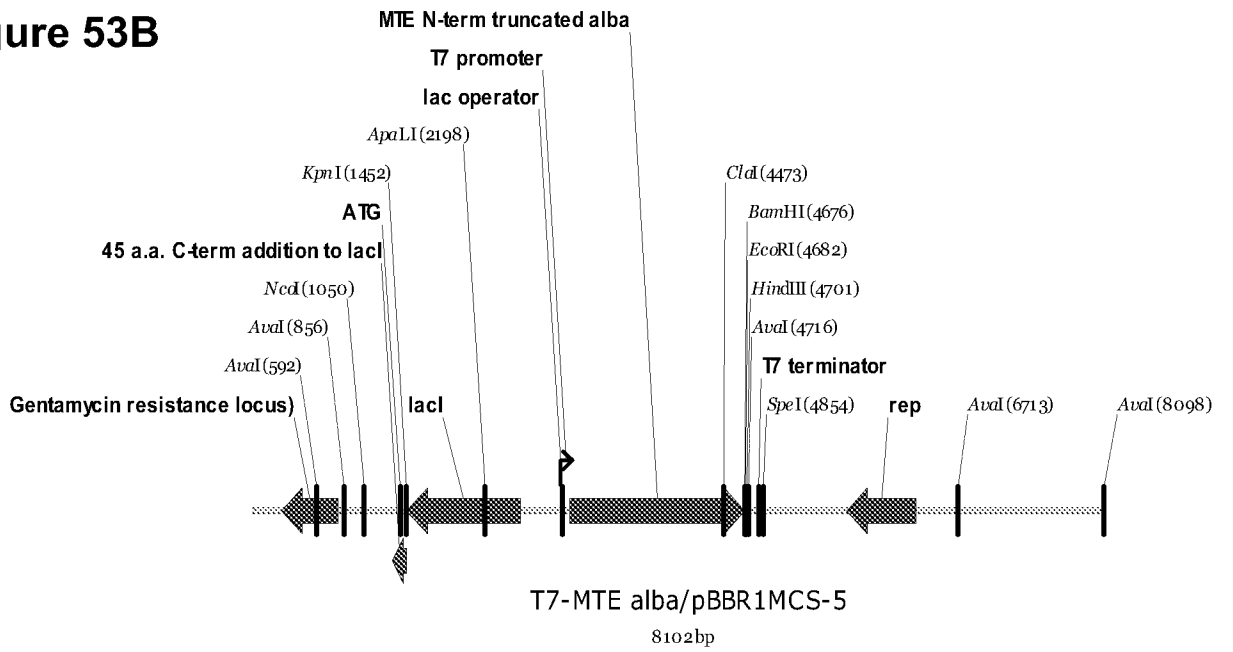 gure 53B
MTE N-term truncated alba
T7 promoter
lac operator
ApaLI(2198)
KpnI(1452)
ClaI(4473)
ATG
BamHI(4676)
45 a.a. C-term addition to lacI
EcoRI(4682)
NcoI(1050)
HindIII(4701)
AvaI(856)
AvaI(4716)
AvaI(592)
T7 terminator
Gentamycin resistance locus)
lacI
SpeI(4854)
rep
AvaI(6713)
AvaI(8098)
T7-MTE alba/pBBR1MCS-5
8102bp